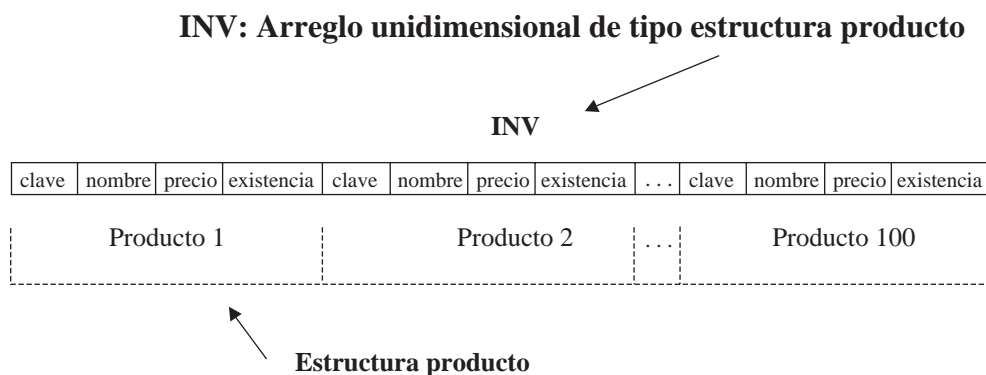 INV: Arreglo unidimensional de tipo estructura producto
INV
clave nombre precio existencia clave nombre precio existencia . . . clave nombre precio existencia
Producto 1 Producto 2 . . . Producto 100
Estructura producto